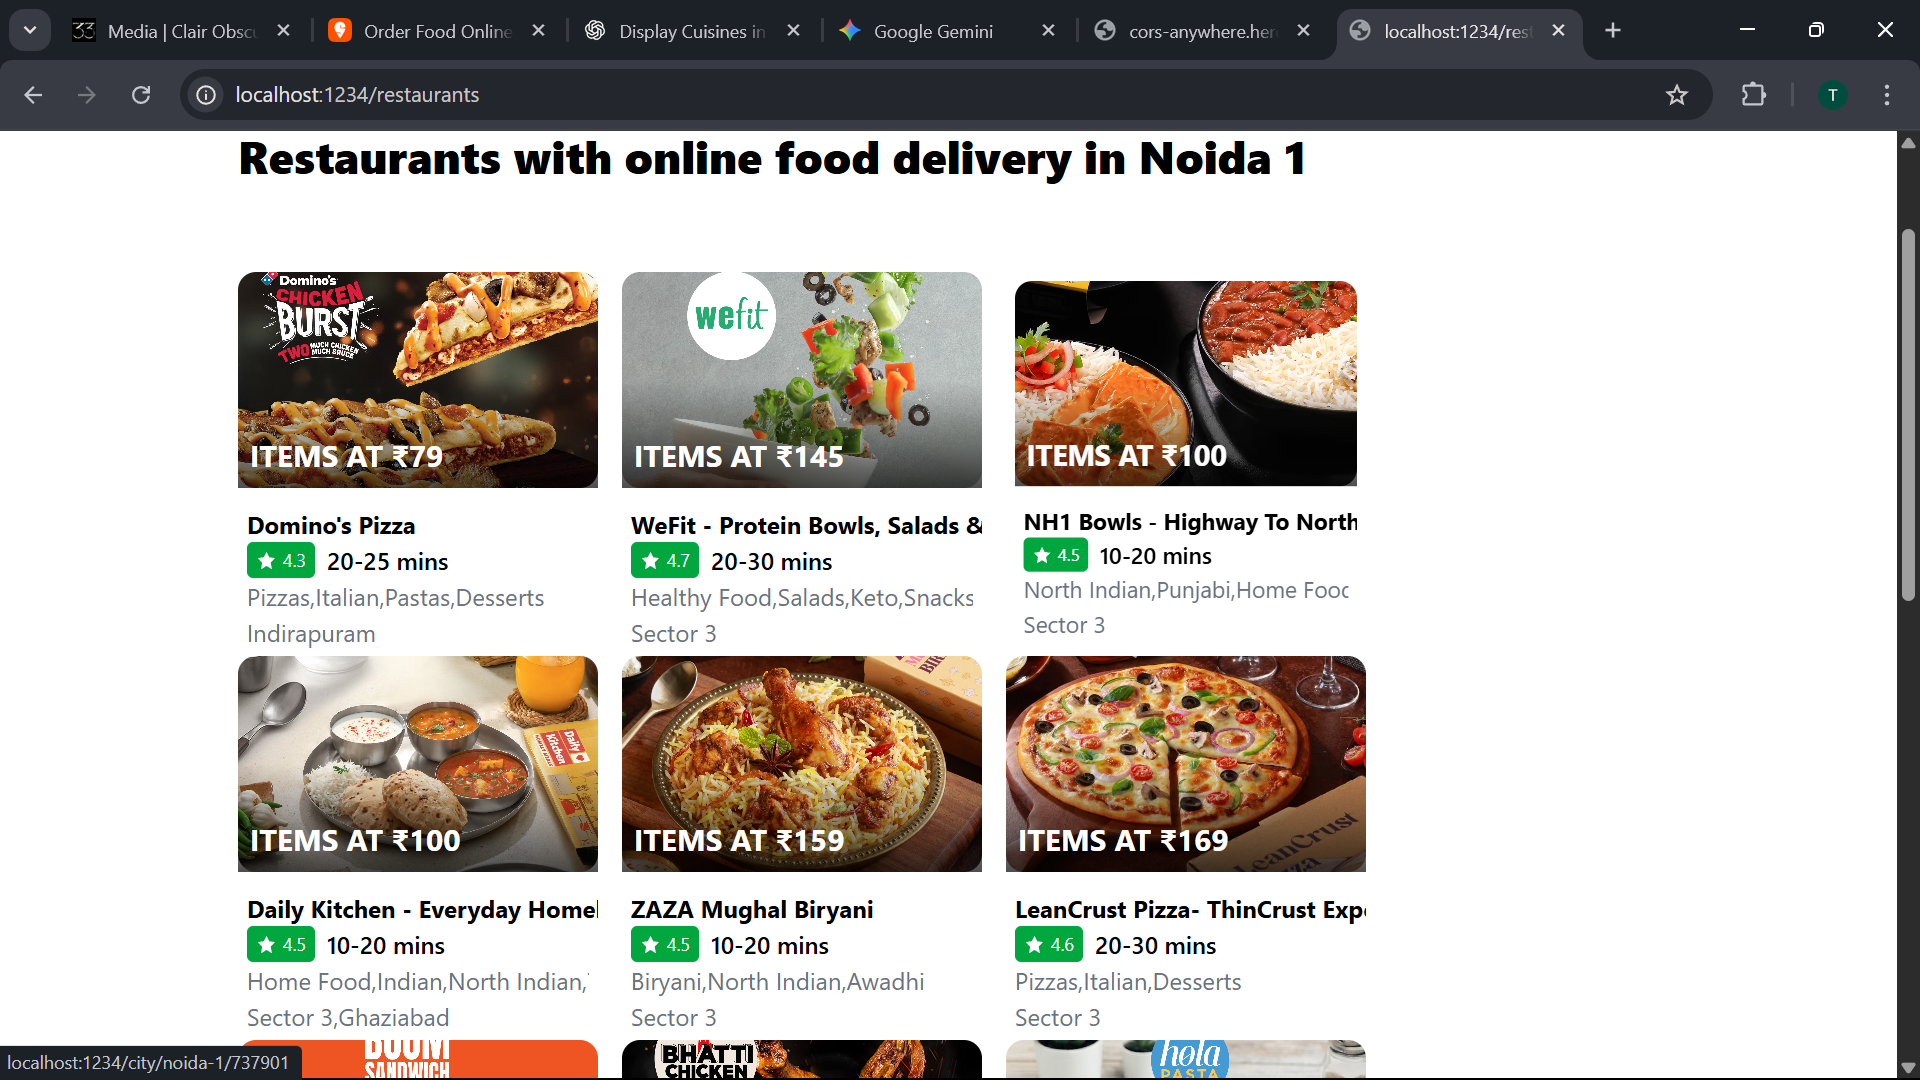 Media | Clair Obscu
Order Food Online
Display Cuisines in
Google Gemini
cors-anywhere.her
localhost:1234/rest
localhost:1234/restaurants
T
Restaurants with online food delivery in Noida 1
Domino's
CHICKEN
BURST
TWO MUCH CHICKEN
MUCH SAUCE
ITEMS AT ₹79
wefit
ITEMS AT ₹145
ITEMS AT ₹100
Domino's Pizza
4.3 20-25 mins
Pizzas,Italian,Pastas,Desserts
Indirapuram
WeFit - Protein Bowls, Salads &
4.7 20-30 mins
Healthy Food,Salads,Keto,Snacks
Sector 3
NH1 Bowls - Highway To North
4.5 10-20 mins
North Indian,Punjabi,Home Food
Sector 3
Daily Kitchen
ITEMS AT ₹100
ITEMS AT ₹159
LeanCrust
ITEMS AT ₹169
Daily Kitchen - Everyday Homel
4.5 10-20 mins
Home Food,Indian,North Indian,
Sector 3,Ghaziabad
ZAZA Mughal Biryani
4.5 10-20 mins
Biryani,North Indian,Awadhi
Sector 3
LeanCrust Pizza- ThinCrust Expe
4.6 20-30 mins
Pizzas,Italian,Desserts
Sector 3
BOOM
SANDWICH
BHATTI
CHICKEN
hola
PASTA
localhost:1234/city/noida-1/737901